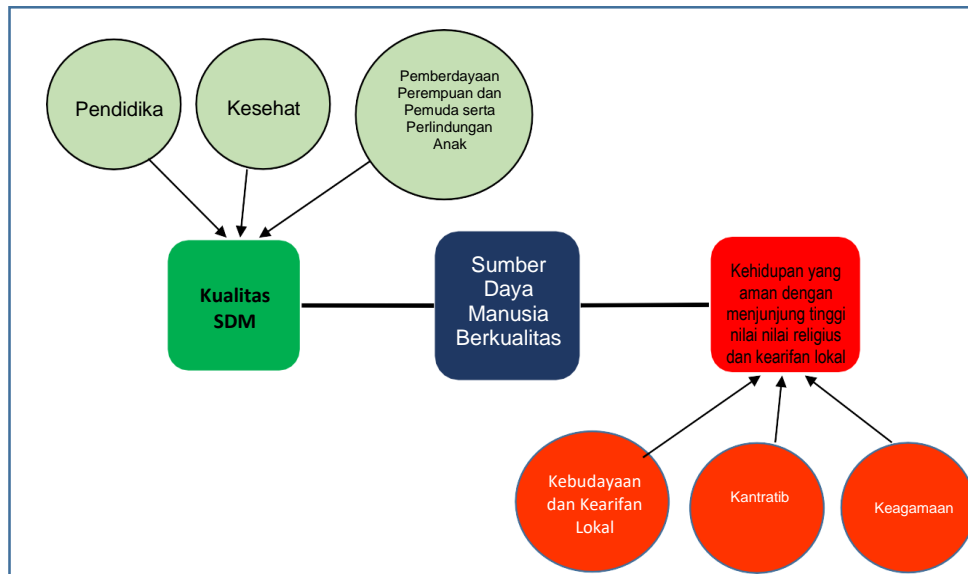 Pendidika
Kesehat
Pemberdayaan
Perempuan dan
Pemuda serta
Perlindungan
Anak
Kualitas
SDM
Sumber
Daya
Manusia
Berkualitas
Kehidupan yang
aman dengan
menjunjung tinggi
nilai nilai religius
dan kearifan lokal
Kebudayaan
dan Kearifan
Lokal
Kantratib
Keagamaan